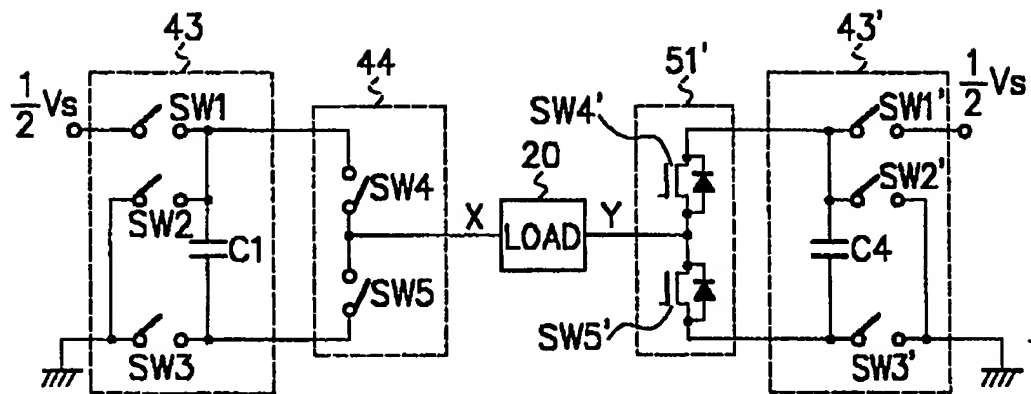 43
44
51'
43'
1/2 Vs
SW1
SW2
C1
SW3
SW4
SW5
X
20
LOAD
Y
SW4'
SW5'
1/2 Vs
SW1'
SW2'
C4
SW3'